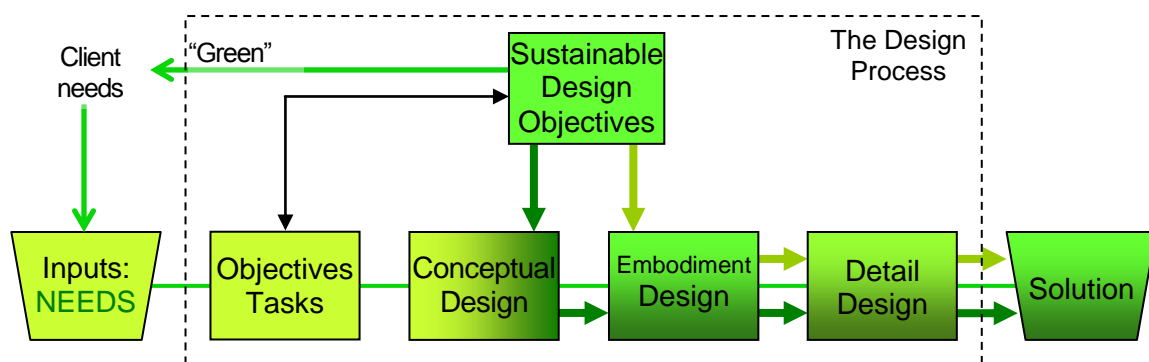 Client
needs
“Green”
Sustainable
Design
Objectives
The Design
Process
Inputs:
NEEDS
Objectives
Tasks
Conceptual
Design
Embodiment
Design
Detail
Design
Solution